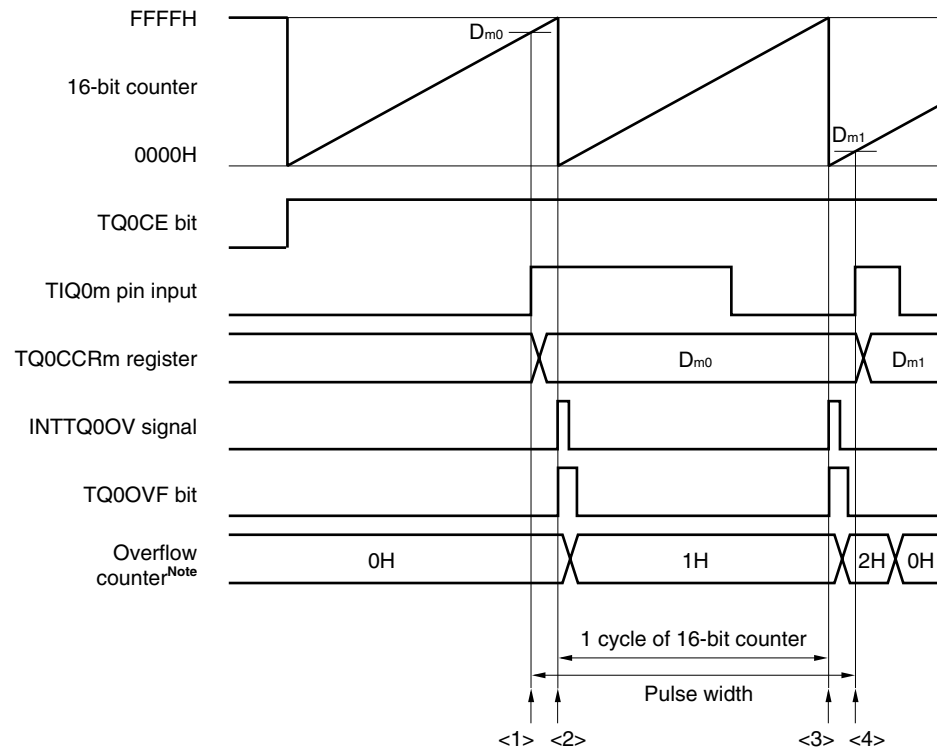 FFFFH
Dm0
16-bit counter
Dm1
0000H
TQ0CE bit
TIQ0m pin input
TQ0CCRm register
Dm0
Dm1
INTTQ0OV signal
TQ0OVF bit
Overflow
counterNote
0H
1H
2H
0H
1 cycle of 16-bit counter
Pulse width
<1> <2> <3> <4>